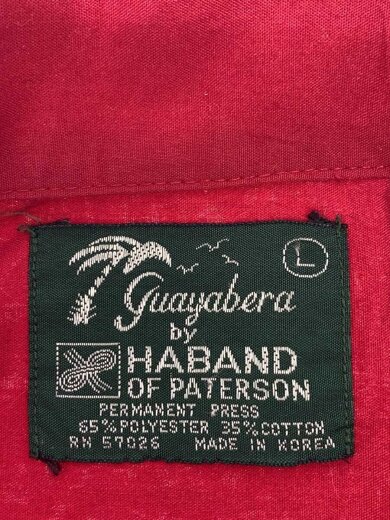 L
Guayabera
by
HABAND
OF PATERSON
PERMANENT PRESS
65% POLYESTER 35% COTTON
RN 57026 MADE IN KOREA